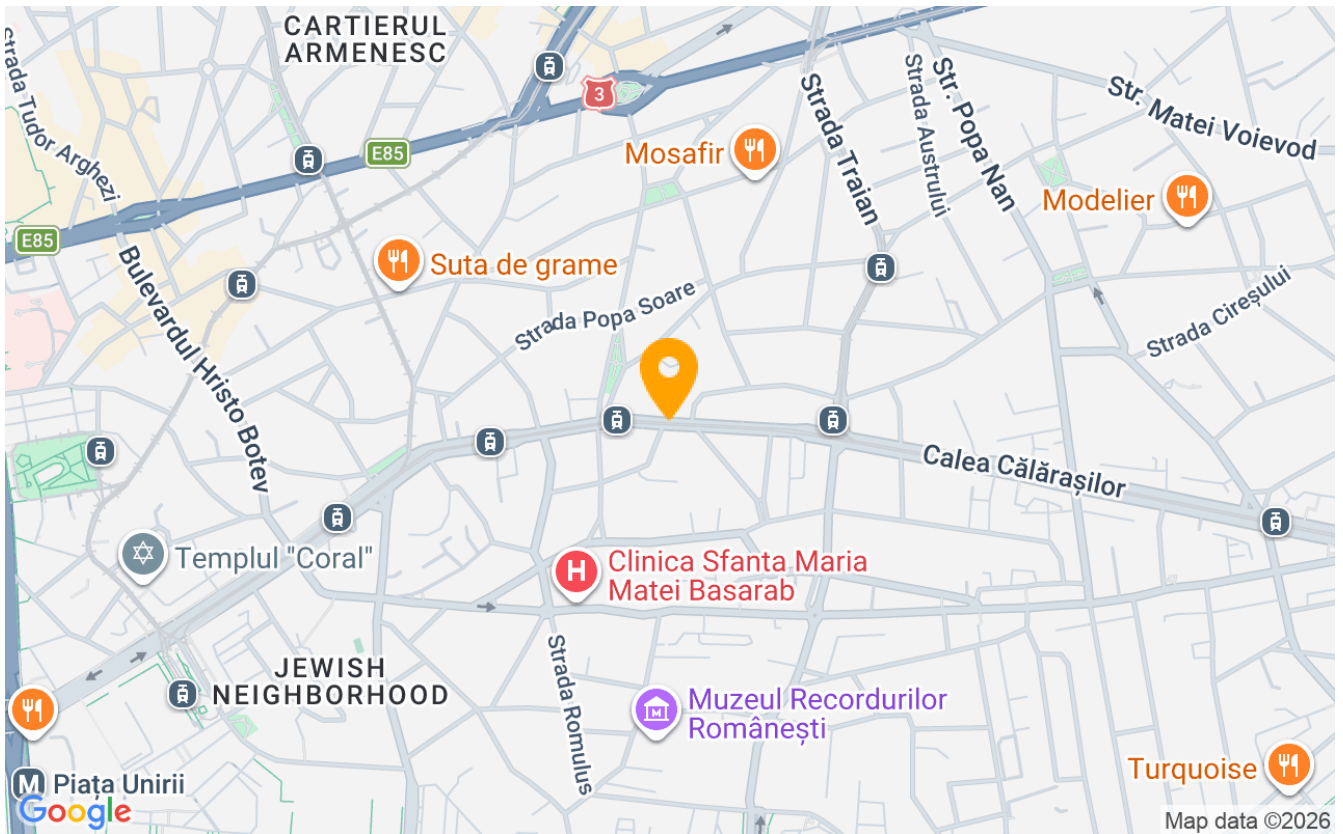 CARTIERUL
ARMENESC
Strada Tudor Arghezi
3
E85
Mosafir
Strada Traian
Strada Austrului
Str. Popa Nan
Str. Matei Voievod
Modelier
E85
Suta de grame
Bulevardul Hristo Botev
Strada Popa Soare
Strada Cireșului
Calea Călărașilor
Templul "Coral"
H
Clinica Sfanta Maria
Matei Basarab
JEWISH
NEIGHBORHOOD
Strada Romulus
M
Muzeul Recordurilor
Românești
Turquoise
M Piața Unirii
Google
Map data ©2026